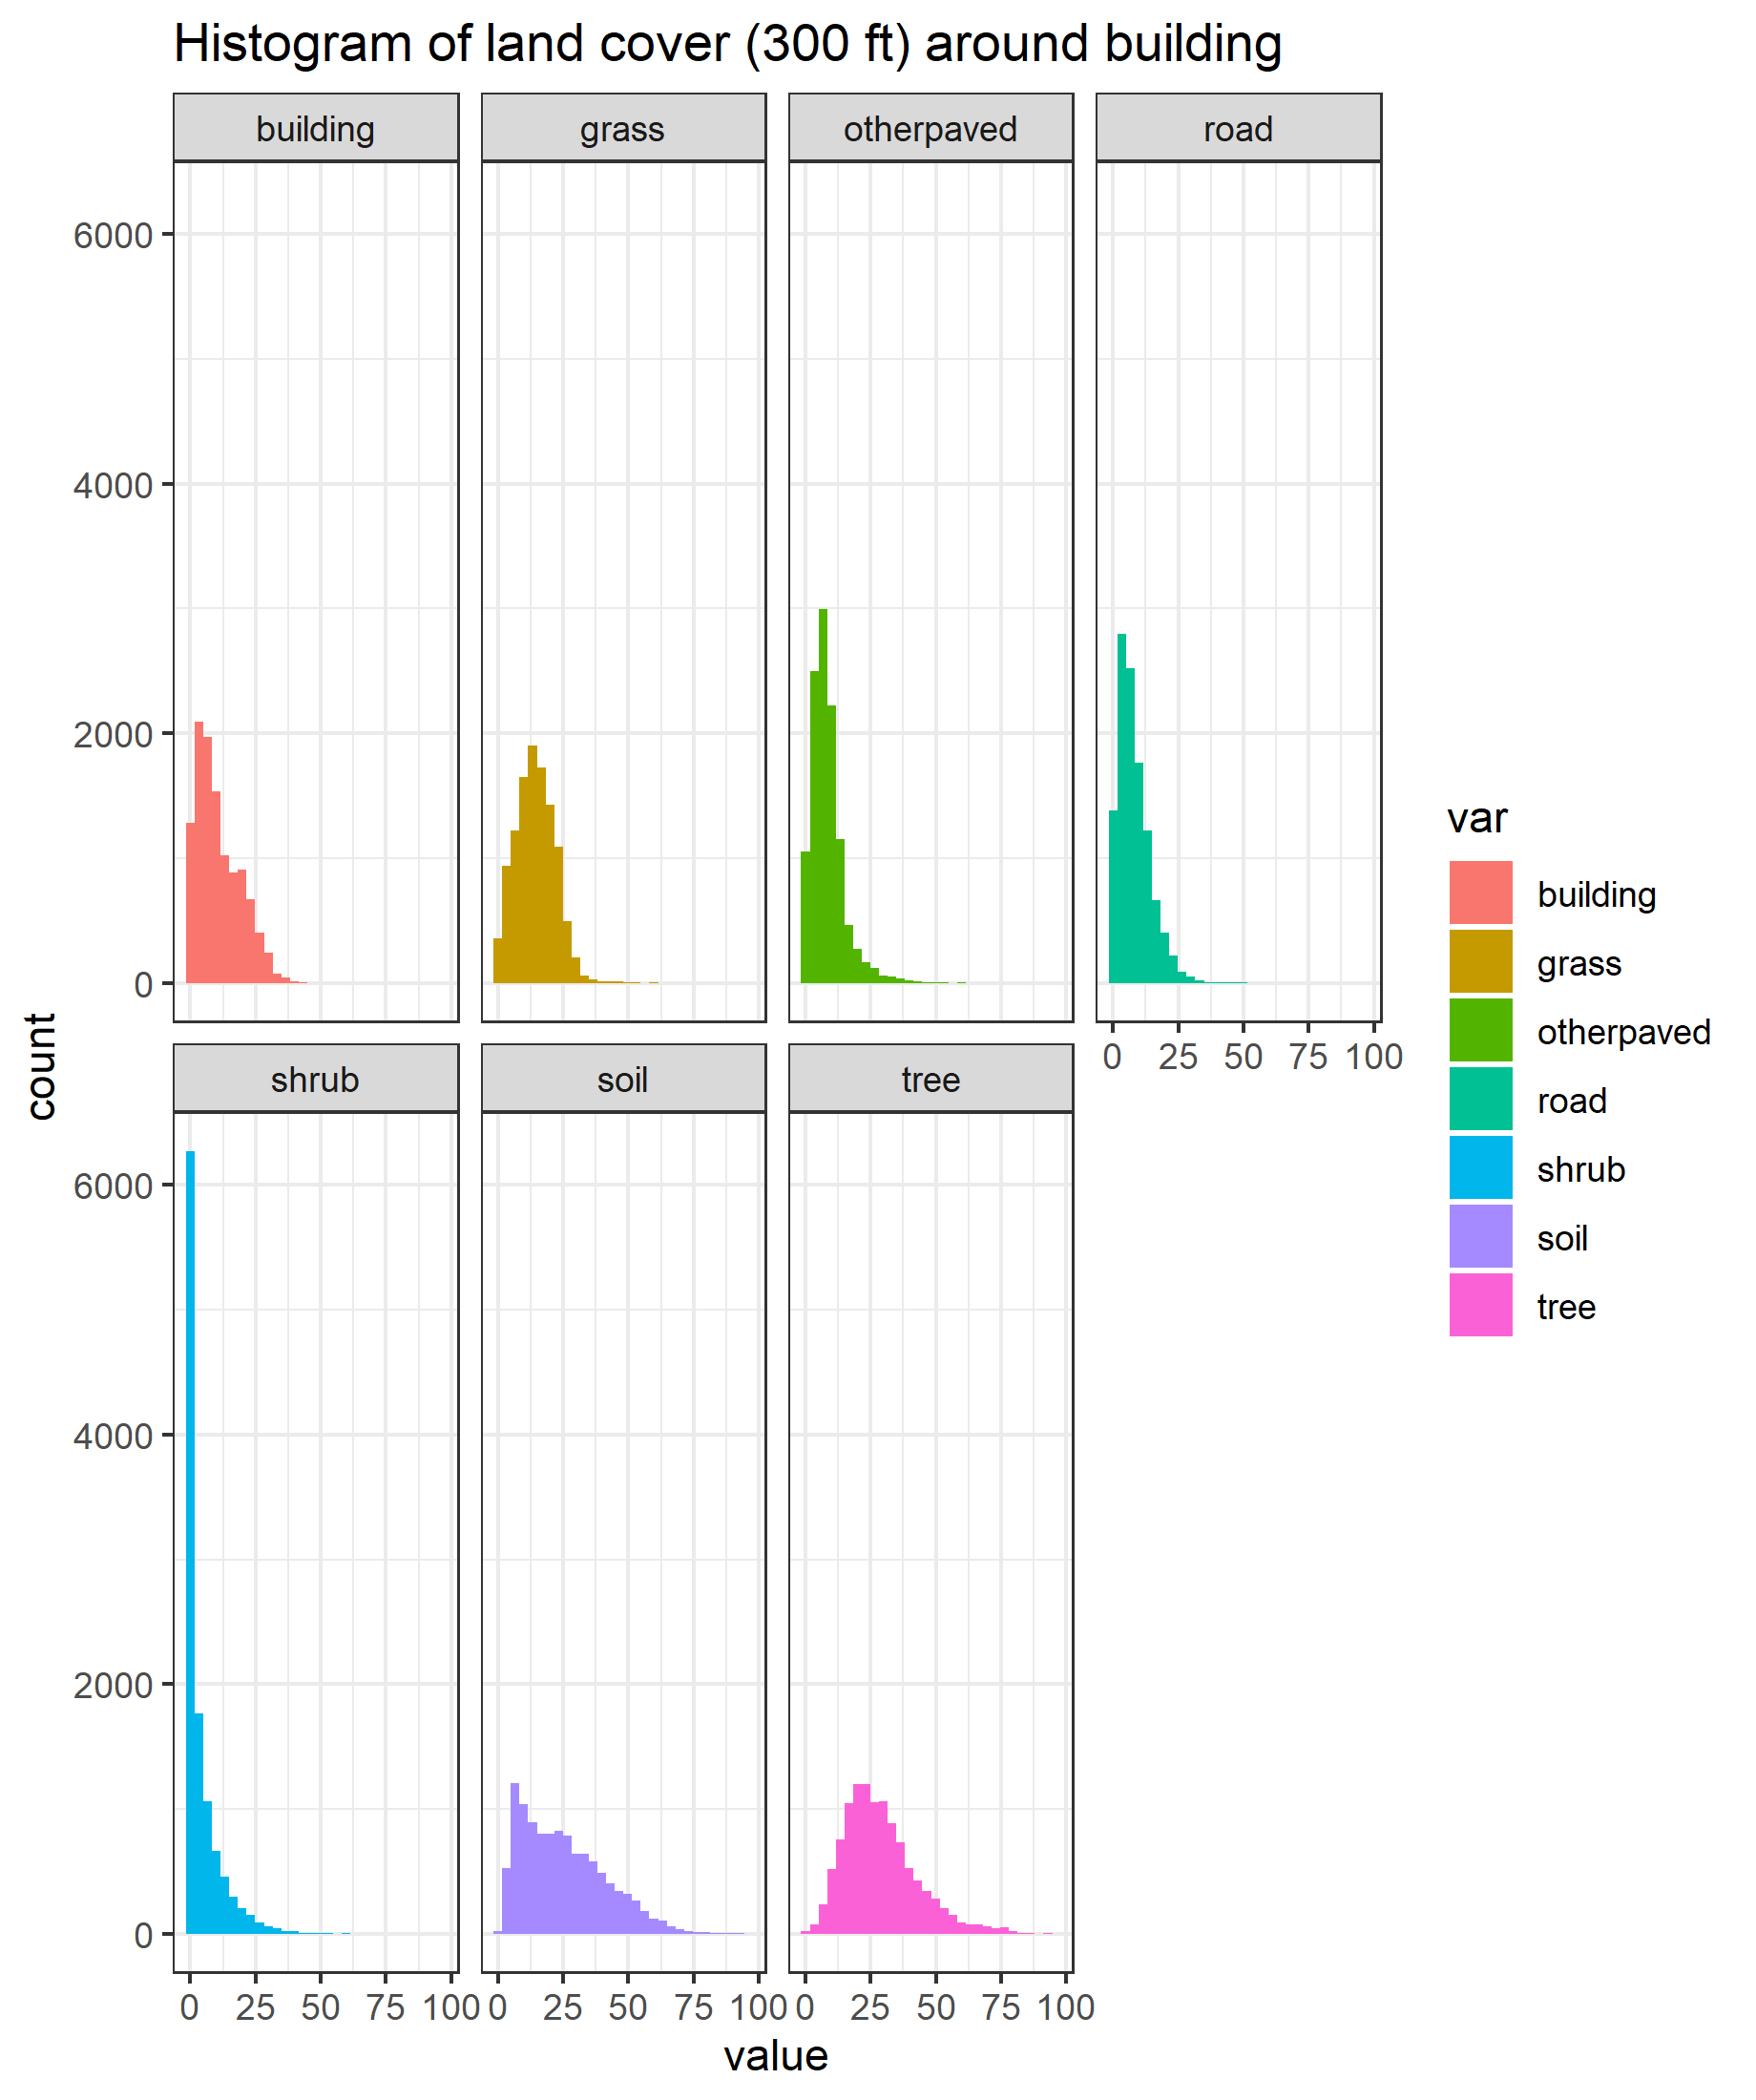 Histogram of land cover (300 ft) around building
building grass otherpaved road
6000
4000
2000
0
0 25 50 75 100
shrub soil tree
6000
4000
2000
0
0 25 50 75 100 0 25 50 75 100 0 25 50 75 100
value
count
var
building
grass
otherpaved
road
shrub
soil
tree